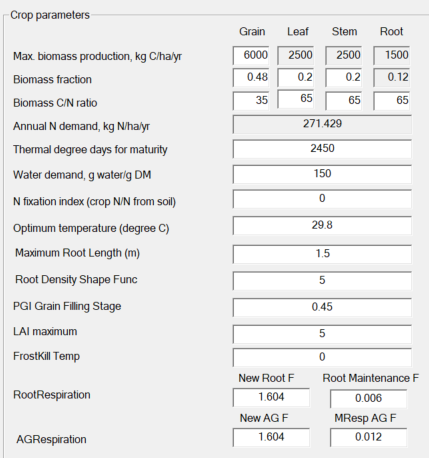 Crop parameters
Grain Leaf Stem Root
Max. biomass production, kg C/ha/yr 6000 2500 2500 1500
Biomass fraction 0.48 0.2 0.2 0.12
Biomass C/N ratio 35 65 65 65
Annual N demand, kg N/ha/yr 271.429
Thermal degree days for maturity 2450
Water demand, g water/g DM 150
N fixation index (crop N/N from soil) 0
Optimum temperature (degree C) 29.8
Maximum Root Length (m) 1.5
Root Density Shape Func 5
PGI Grain Filling Stage 0.45
LAI maximum 5
FrostKill Temp 0
New Root F Root Maintenance F
RootRespiration 1.604 0.006
New AG F MResp AG F
AGRespiration 1.604 0.012